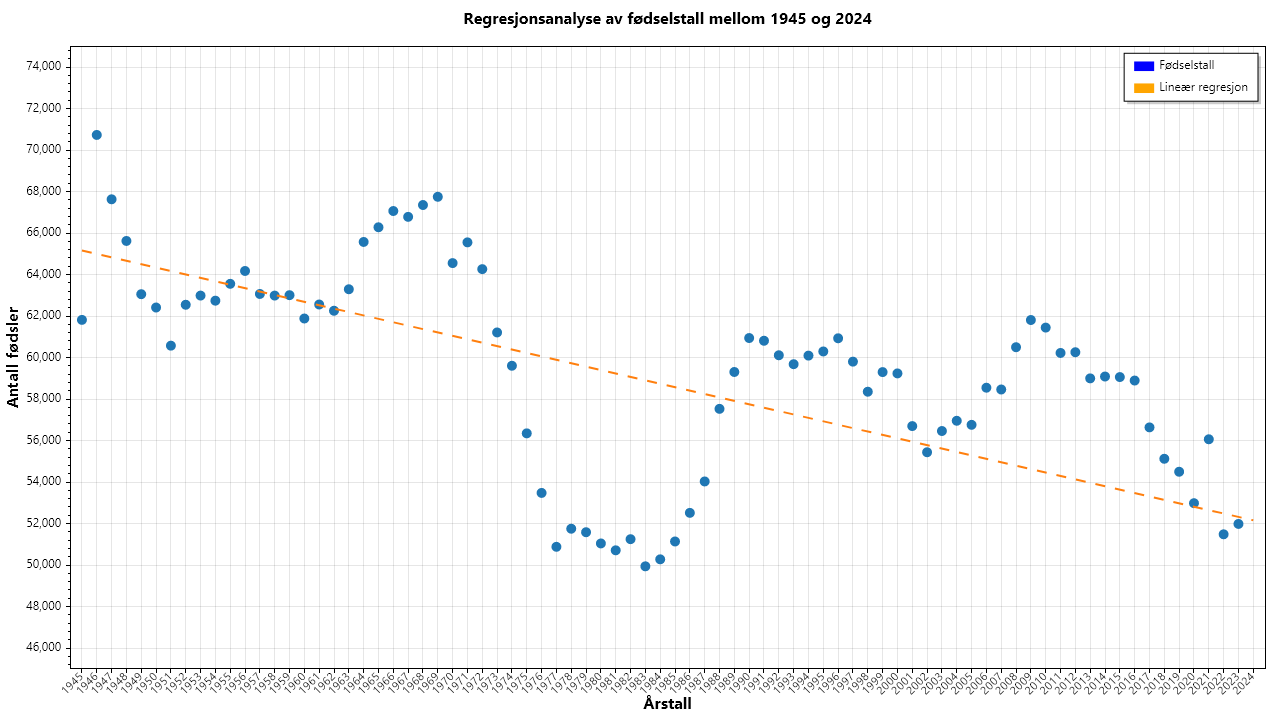 Regresjonsanalyse av fødselstall mellom 1945 og 2024
Fødselstall
Lineær regresjon
Antall fødsler
74,000
72,000
70,000
68,000
66,000
64,000
62,000
60,000
58,000
56,000
54,000
52,000
50,000
48,000
46,000
1945 1946 1947 1948 1949 1950 1951 1952 1953 1954 1955 1956 1957 1958 1959 1960 1961 1962 1963 1964 1965 1966 1967 1968 1969 1970 1971 1972 1973 1974 1975 1976 1977 1978 1979 1980 1981 1982 1983 1984 1985 1986 1987 1988 1989 1990 1991 1992 1993 1994 1995 1996 1997 1998 1999 2000 2001 2002 2003 2004 2005 2006 2007 2008 2009 2010 2011 2012 2013 2014 2015 2016 2017 2018 2019 2020 2021 2022 2023 2024
Årstall